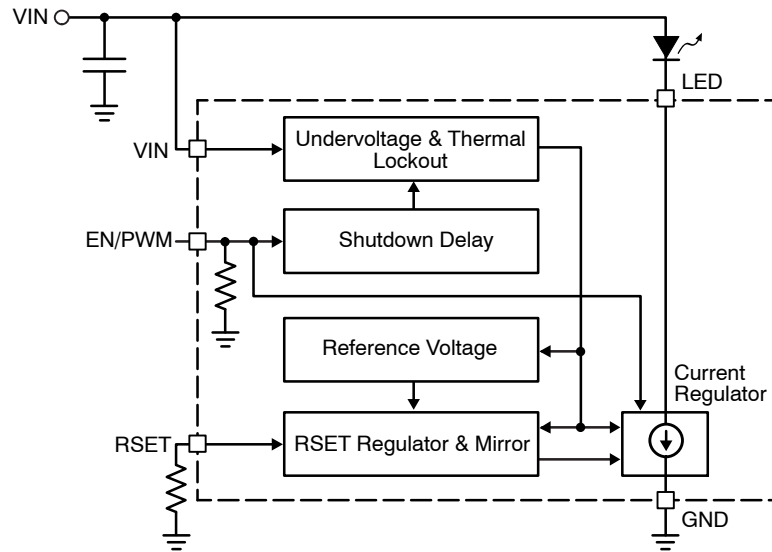 VIN
LED
VIN
Undervoltage & Thermal
Lockout
EN/PWM
Shutdown Delay
Reference Voltage
Current
Regulator
RSET
RSET Regulator & Mirror
GND